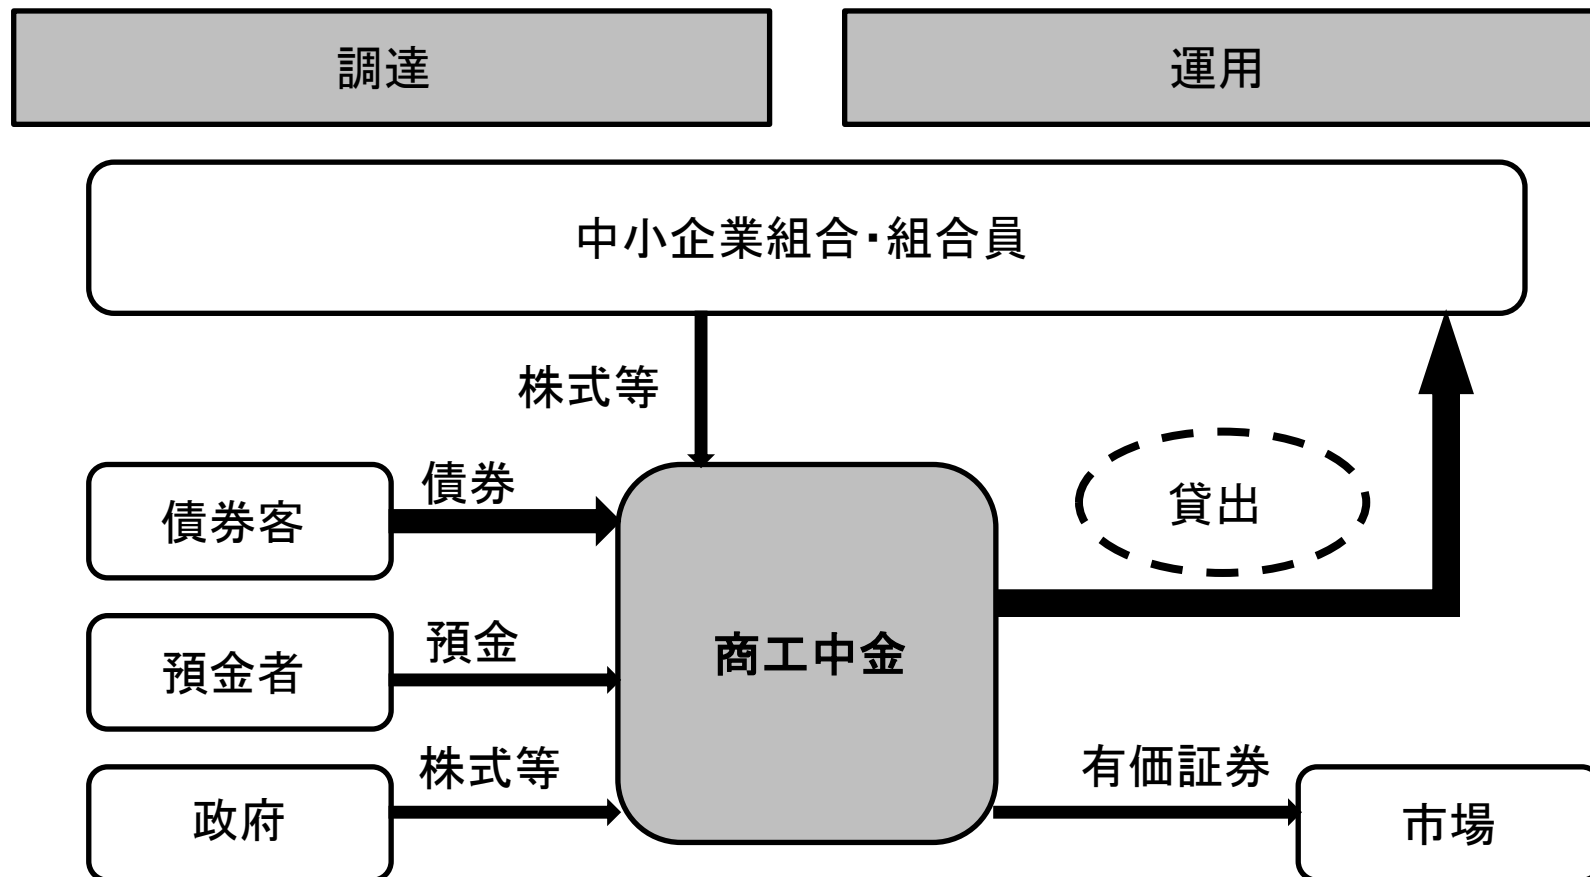 調達
運用
中小企業組合・組合員
株式等
債券客
債券
貸出
預金者
預金
商工中金
政府
株式等
有価証券
市場